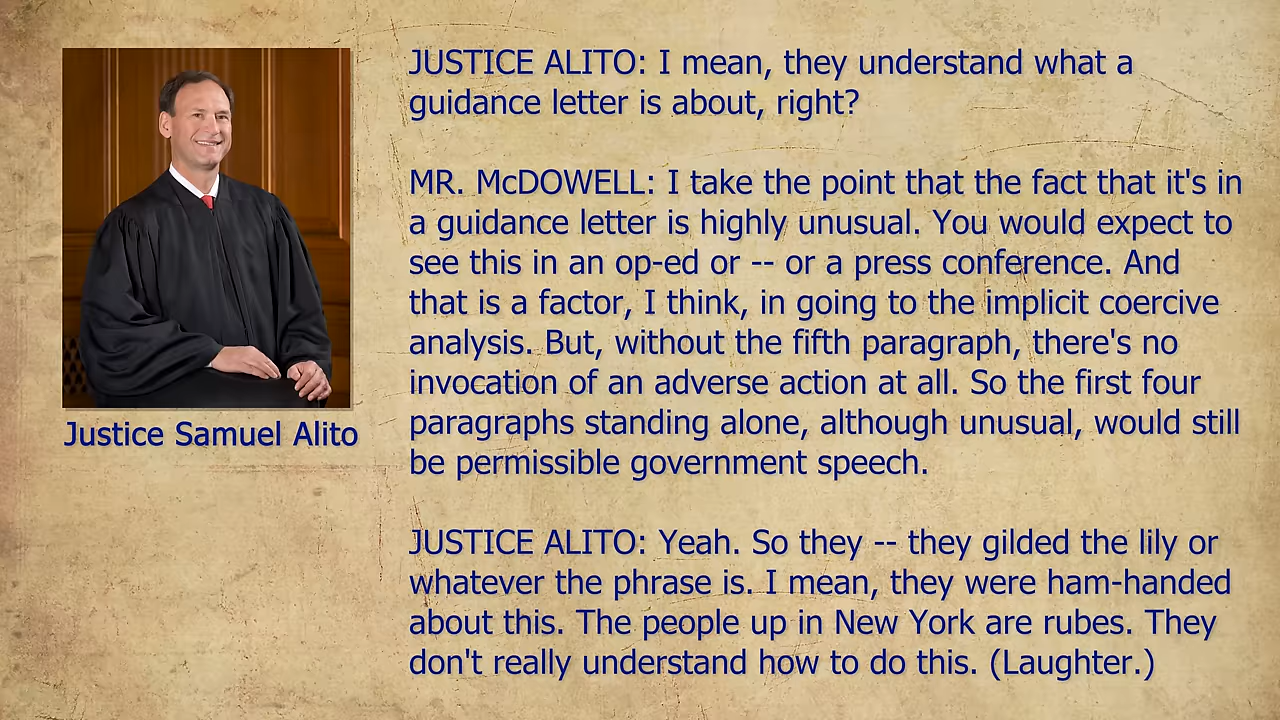 JUSTICE ALITO: I mean, they understand what a
guidance letter is about, right?
MR. McDOWELL: I take the point that the fact that it's in
a guidance letter is highly unusual. You would expect to
see this in an op-ed or -- or a press conference. And
that is a factor, I think, in going to the implicit coercive
analysis. But, without the fifth paragraph, there's no
invocation of an adverse action at all. So the first four
paragraphs standing alone, although unusual, would still
be permissible government speech.
JUSTICE ALITO: Yeah. So they -- they gilded the lily or
whatever the phrase is. I mean, they were ham-handed
about this. The people up in New York are rubes. They
don't really understand how to do this. (Laughter.)
Justice Samuel Alito